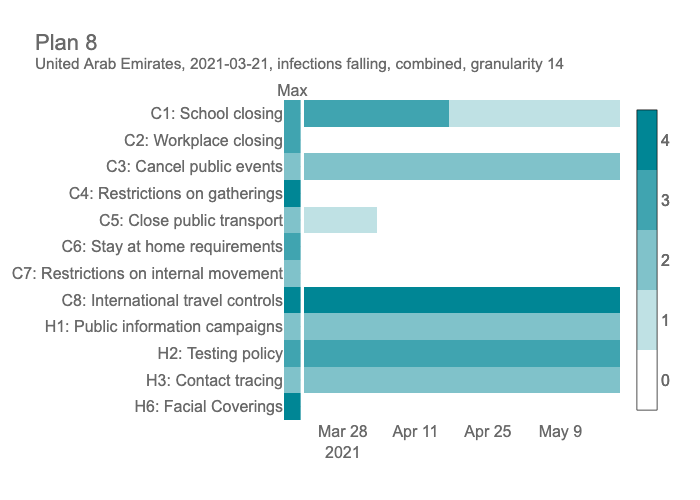 Plan 8
United Arab Emirates, 2021-03-21, infections falling, combined, granularity 14
Max
C1: School closing
C2: Workplace closing
C3: Cancel public events
C4: Restrictions on gatherings
C5: Close public transport
C6: Stay at home requirements
C7: Restrictions on internal movement
C8: International travel controls
H1: Public information campaigns
H2: Testing policy
H3: Contact tracing
H6: Facial Coverings
4
3
2
1
0
Mar 28 Apr 11 Apr 25 May 9
2021